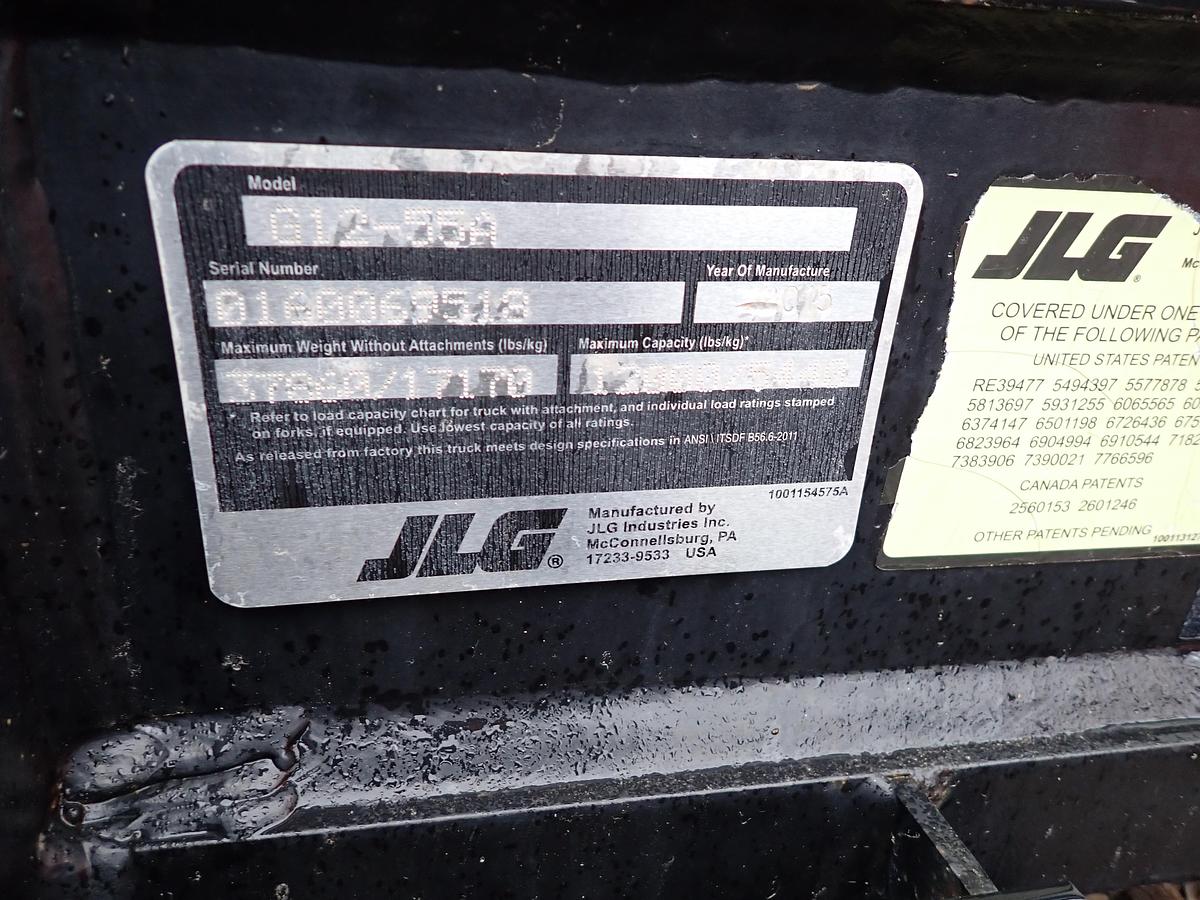 Model
G12-55A
Serial Number
Year Of Manufacture
Maximum Weight Without Attachments (lbs/kg)
Maximum Capacity (lbs/kg)*
* Refer to load capacity chart for truck with attachment, and individual load ratings stamped
on forks, if equipped. Use lowest capacity of all ratings.
As released from factory this truck meets design specifications in ANSI \ ITSDF B56.6-2011
1001154575A
JLG®
Manufactured by
JLG Industries Inc.
McConnellsburg, PA
17233-9533 USA
JLG®
COVERED UNDER ONE
OF THE FOLLOWING
UNITED STATES
RE39477 5494397 5577878
5813697 5931255 6065565
6374147 6501198 6726436
6823964 6904994 6910544
7383906 7390021 7766596
CANADA PATENTS
2560153 2601246
OTHER PATENTS PENDING